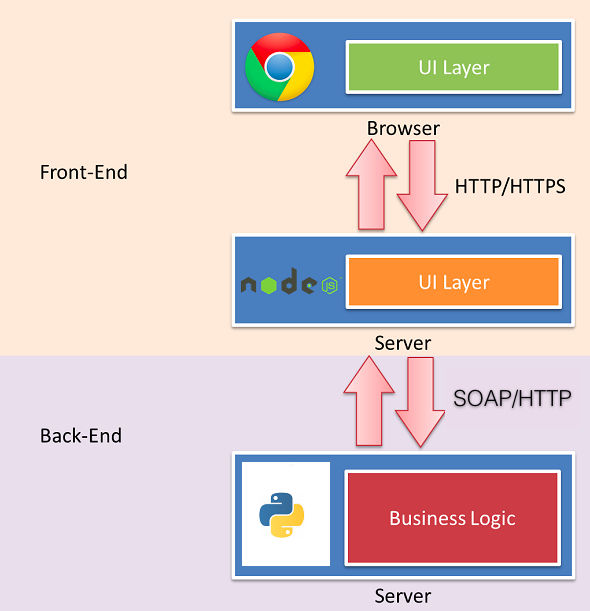 UI Layer
Browser
Front-End
HTTP/HTTPS
node
JS
UI Layer
Server
SOAP/HTTP
Back-End
Business Logic
Server